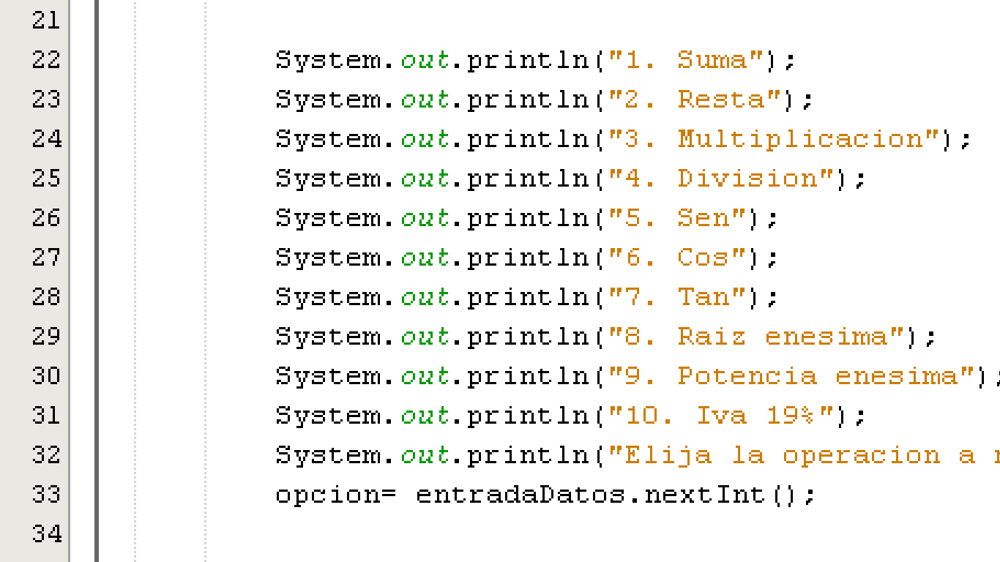 21
22 System.out.println("1. Suma");
23 System.out.println("2. Resta");
24 System.out.println("3. Multiplicacion");
25 System.out.println("4. Division");
26 System.out.println("5. Sen");
27 System.out.println("6. Cos");
28 System.out.println("7. Tan");
29 System.out.println("8. Raiz enesima");
30 System.out.println("9. Potencia enesima");
31 System.out.println("10. Iva 19%");
32 System.out.println("Elija la operacion a
33 opcion= entradaDatos.nextInt();
34